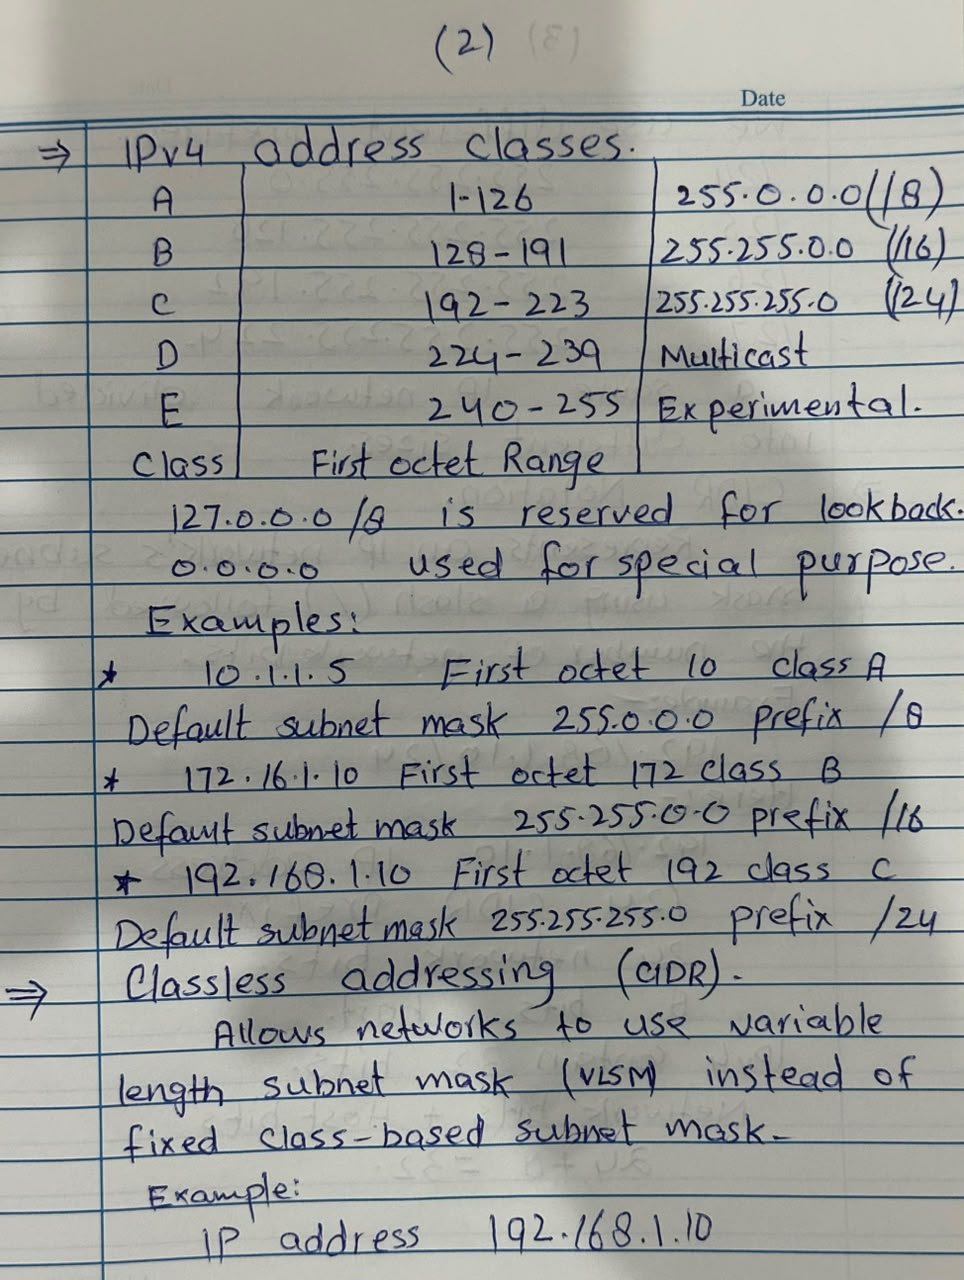 (2)
Date
⇒ IPv4 address classes.
A 1-126 255.0.0.0 (/8)
B 128-191 255.255.0.0 (/16)
C 192-223 255.255.255.0 (/24)
D 224-239 Multicast
E 240-255 Experimental.
Class First octet Range
127.0.0.0/8 is reserved for lookback.
0.0.0.0 used for special purpose.
Examples:
* 10.1.1.5 First octet 10 class A
Default subnet mask 255.0.0.0 prefix /8
* 172.16.1.10 First octet 172 class B
Default subnet mask 255.255.0.0 prefix /16
* 192.168.1.10 First octet 192 class C
Default subnet mask 255.255.255.0 prefix /24
⇒ Classless addressing (CIDR).
Allows networks to use variable
length subnet mask (VLSM) instead of
fixed class-based subnet mask-
Example:
IP address 192.168.1.10